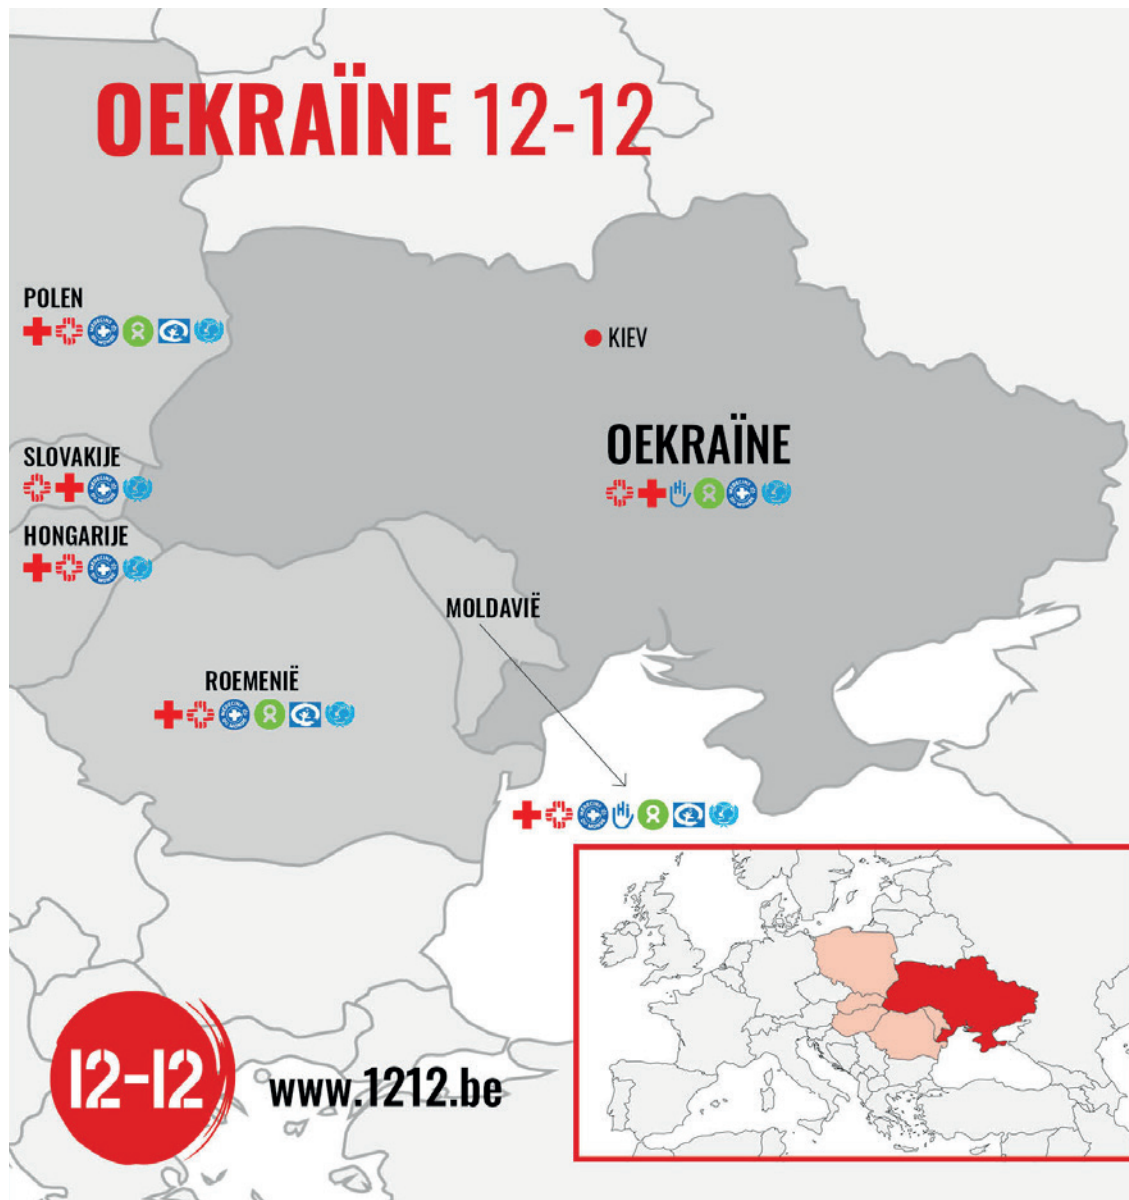 OEKRAÏNE 12-12
POLEN
KIEV
OEKRAÏNE
SLOVAKIJE
HONGARIJE
MOLDAVIË
ROEMENIË
12-12
www.1212.be